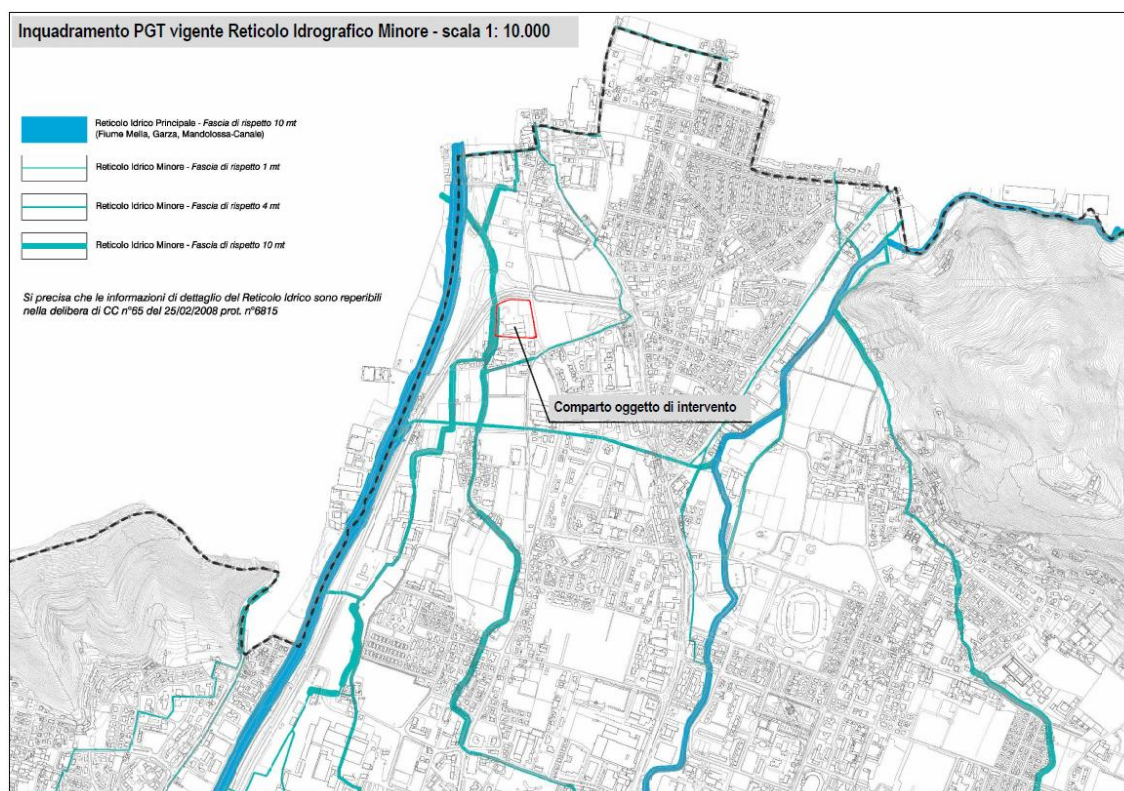 Inquadramento PGT vigente Reticolo Idrografico Minore - scala 1: 10.000
Reticolo Idrico Principale - Fascia di rispetto 10 mt
(Fiume Mella, Garza, Mandolossa-Canale)
Reticolo Idrico Minore - Fascia di rispetto 1 mt
Reticolo Idrico Minore - Fascia di rispetto 4 mt
Reticolo Idrico Minore - Fascia di rispetto 10 mt
Si precisa che le informazioni di dettaglio del Reticolo Idrico sono reperibili
nella delibera di CC n°65 del 25/02/2008 prot. n°6815
Comparto oggetto di intervento